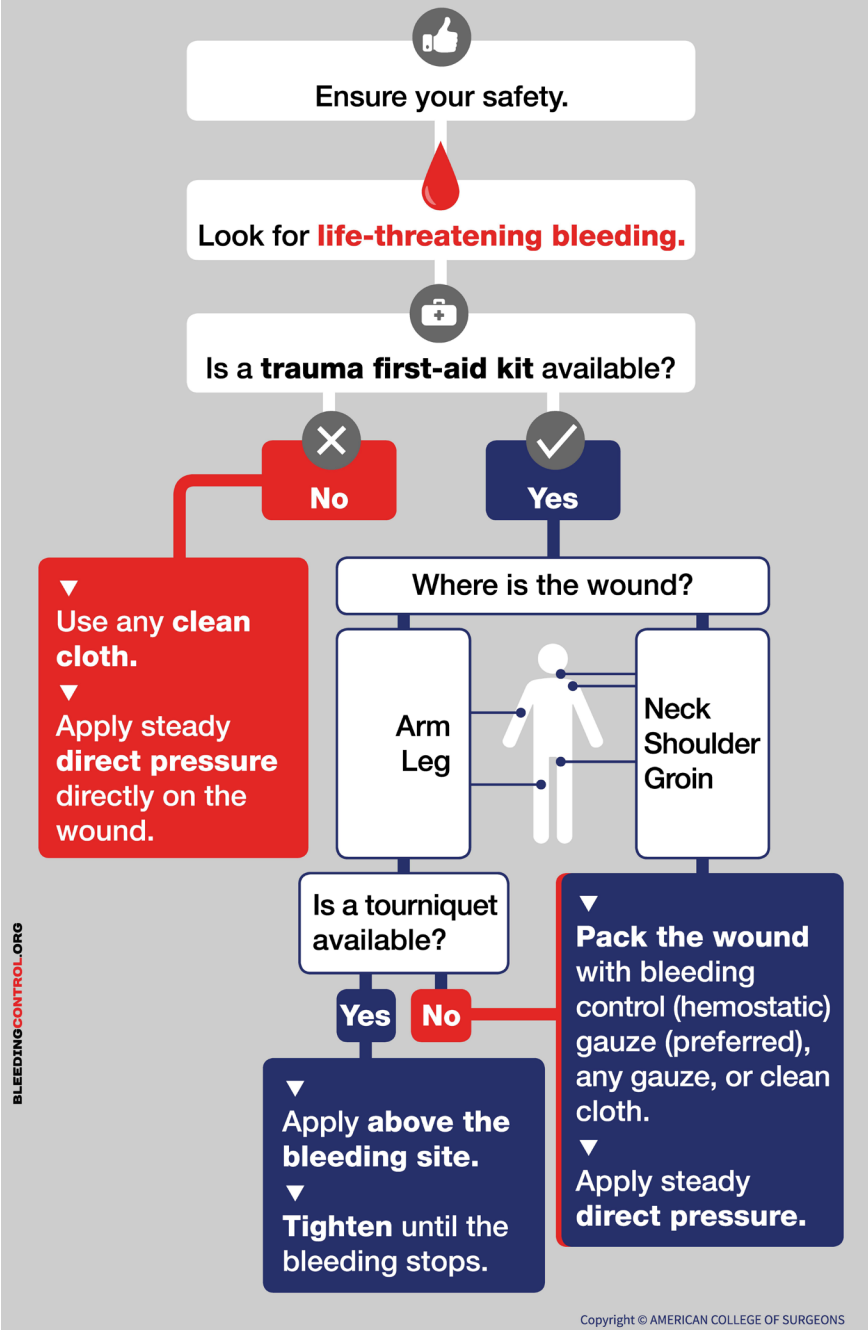 Ensure your safety.
Look for life-threatening bleeding.
Is a trauma first-aid kit available?
No
Yes
Use any clean
cloth.
Apply steady
direct pressure
directly on the
wound.
Where is the wound?
Arm
Leg
Neck
Shoulder
Groin
Is a tourniquet
available?
Yes
No
Apply above the
bleeding site.
Tighten until the
bleeding stops.
Pack the wound
with bleeding
control (hemostatic)
gauze (preferred),
any gauze, or clean
cloth.
Apply steady
direct pressure.
BLEEDINGCONTROL.ORG
Copyright © AMERICAN COLLEGE OF SURGEONS